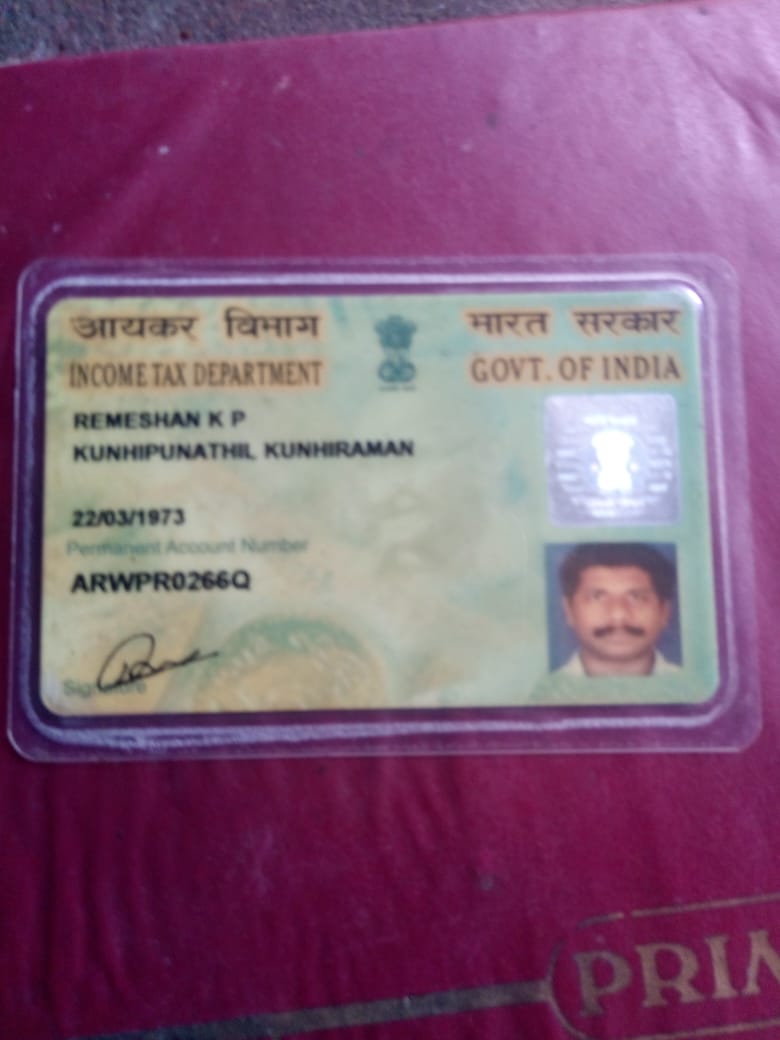 आयकर विभाग
भारत सरकार
INCOME TAX DEPARTMENT
GOVT. OF INDIA
REMESHAN K P
KUNHIPUNATHIL KUNHIRAMAN
22/03/1973
Permanent Account Number
ARWPR0266Q
Signature